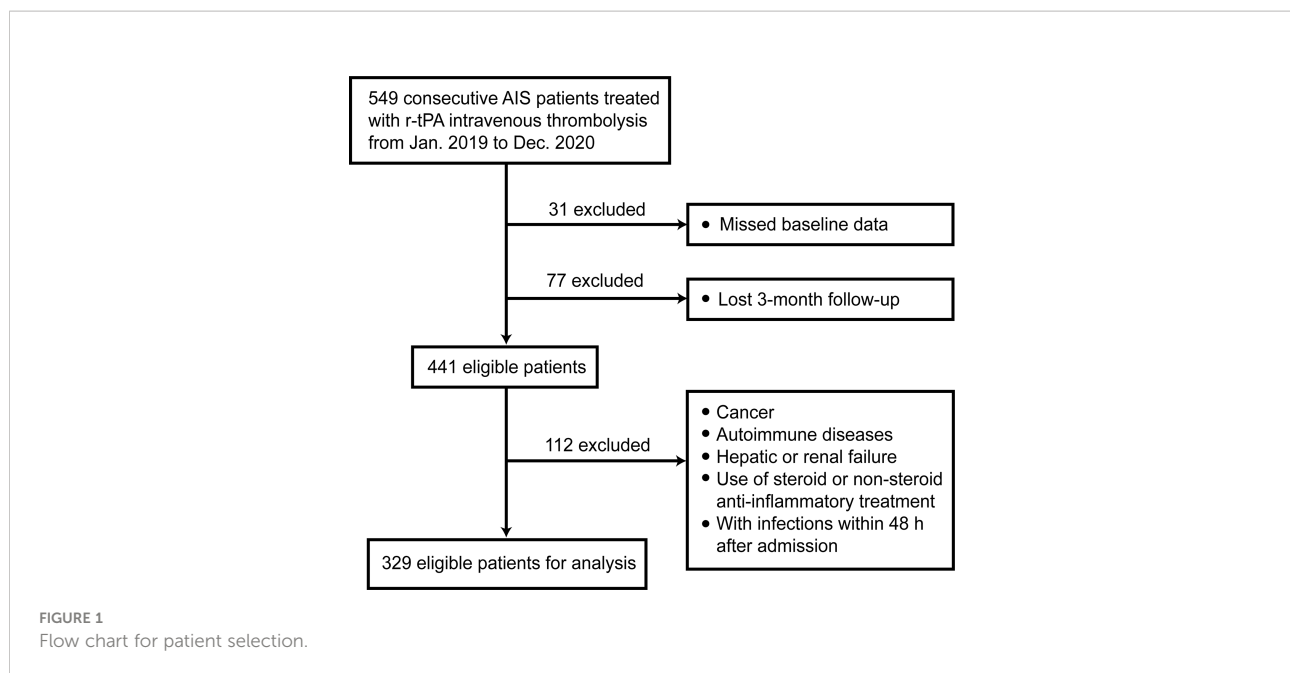 549 consecutive AIS patients treated
with r-tPA intravenous thrombolysis
from Jan. 2019 to Dec. 2020
31 excluded
• Missed baseline data
77 excluded
• Lost 3-month follow-up
441 eligible patients
112 excluded
• Cancer
• Autoimmune diseases
• Hepatic or renal failure
• Use of steroid or non-steroid
anti-inflammatory treatment
• With infections within 48 h
after admission
329 eligible patients for analysis
FIGURE 1
Flow chart for patient selection.